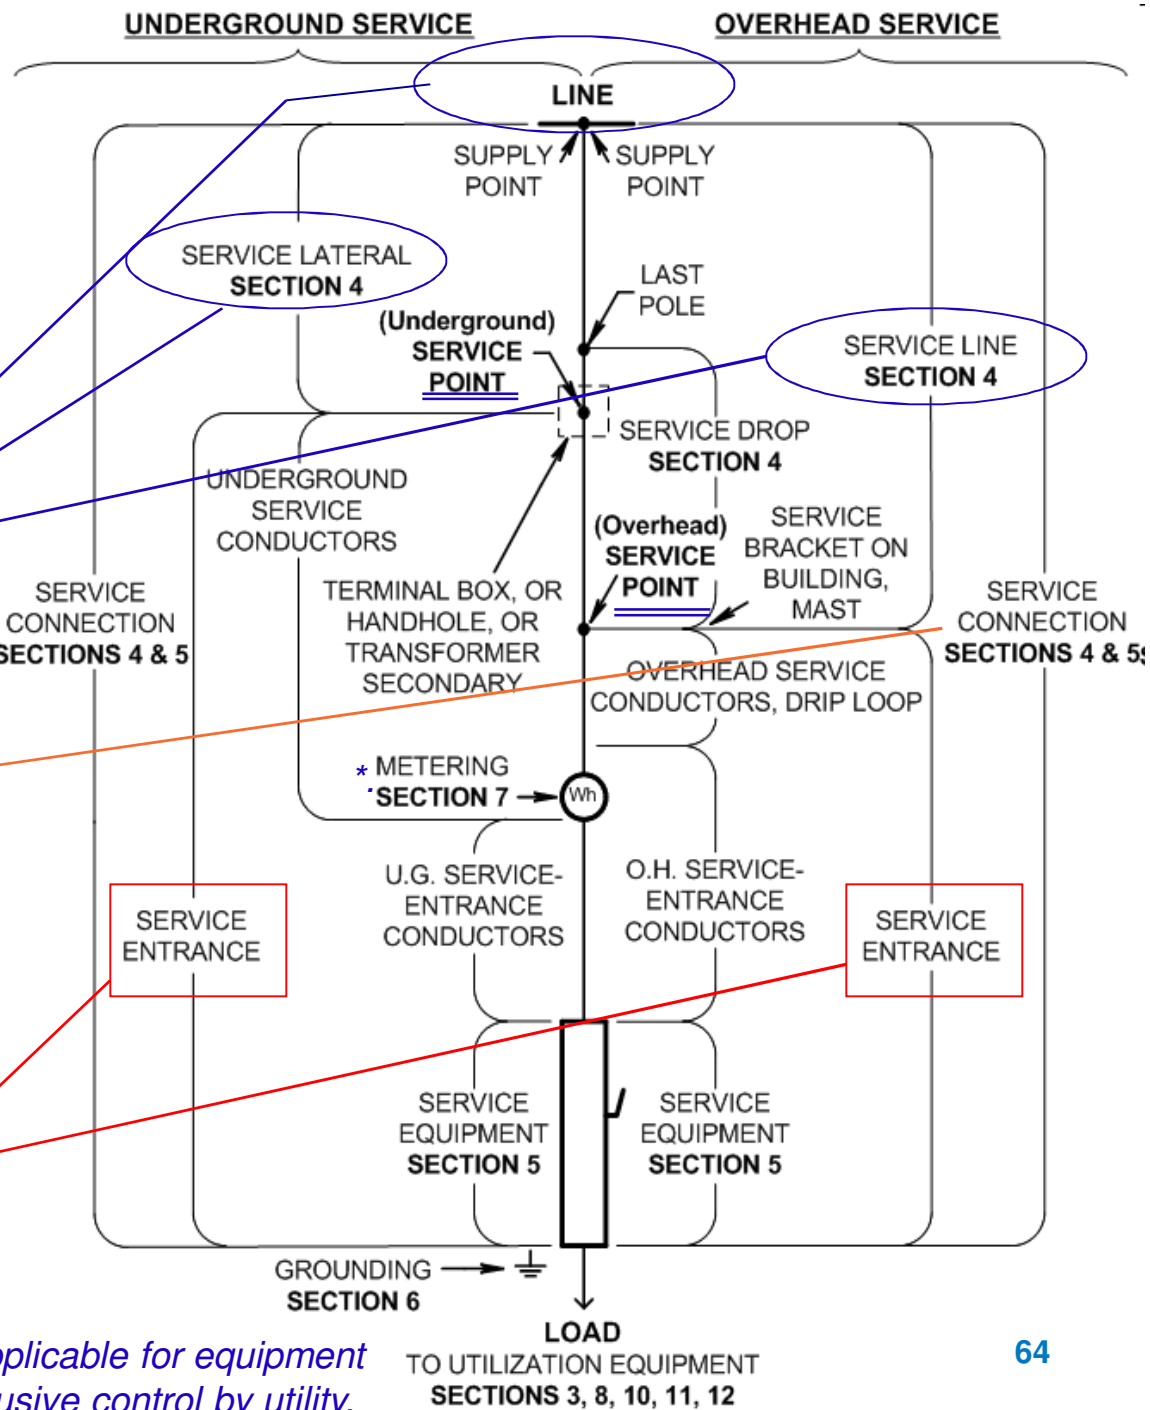 UNDERGROUND SERVICE
OVERHEAD SERVICE
LINE
SUPPLY
POINT
SUPPLY
POINT
SERVICE LATERAL
SECTION 4
LAST
POLE
(Underground)
SERVICE
POINT
SERVICE LINE
SECTION 4
SERVICE DROP
SECTION 4
UNDERGROUND
SERVICE
CONDUCTORS
(Overhead)
SERVICE
POINT
SERVICE
BRACKET ON
BUILDING,
MAST
TERMINAL BOX, OR
HANDHOLE, OR
TRANSFORMER
SECONDARY
SERVICE
CONNECTION
SECTIONS 4 & 5
SERVICE
CONNECTION
SECTIONS 4 & 5
OVERHEAD SERVICE
CONDUCTORS, DRIP LOOP
* METERING
SECTION 7
Wh
U.G. SERVICE-
ENTRANCE
CONDUCTORS
O.H. SERVICE-
ENTRANCE
CONDUCTORS
SERVICE
ENTRANCE
SERVICE
ENTRANCE
SERVICE
EQUIPMENT
SECTION 5
SERVICE
EQUIPMENT
SECTION 5
GROUNDING
SECTION 6
LOAD
TO UTILIZATION EQUIPMENT
SECTIONS 3, 8, 10, 11, 12
pplicable for equipment
usive control by utility.
64